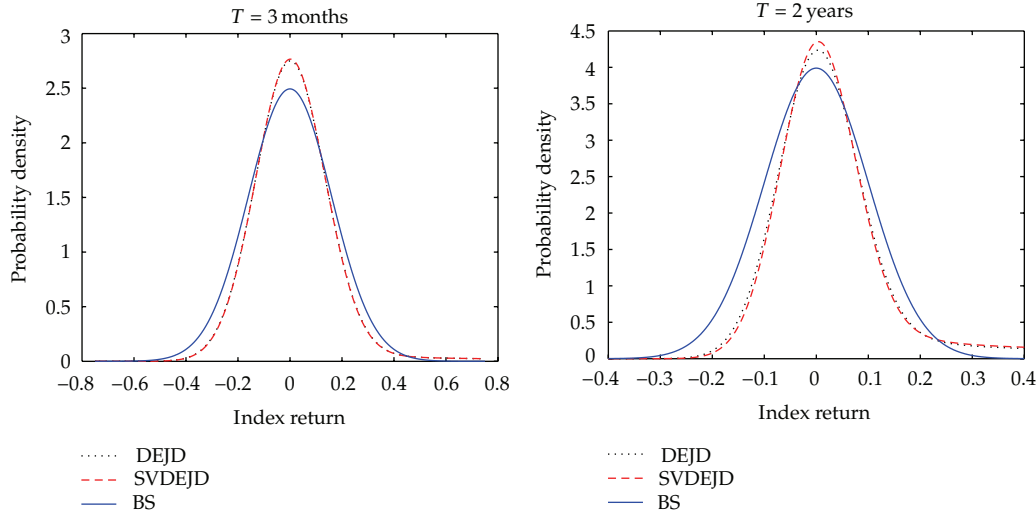 T = 3 months
3
2.5
2
1.5
1
0.5
0
Probability density
−0.8 −0.6 −0.4 −0.2 0 0.2 0.4 0.6 0.8
Index return
DEJD
SVDEJD
BS
T = 2 years
4.5
4
3.5
3
2.5
2
1.5
1
0.5
0
Probability density
−0.4 −0.3 −0.2 −0.1 0 0.1 0.2 0.3 0.4
Index return
DEJD
SVDEJD
BS